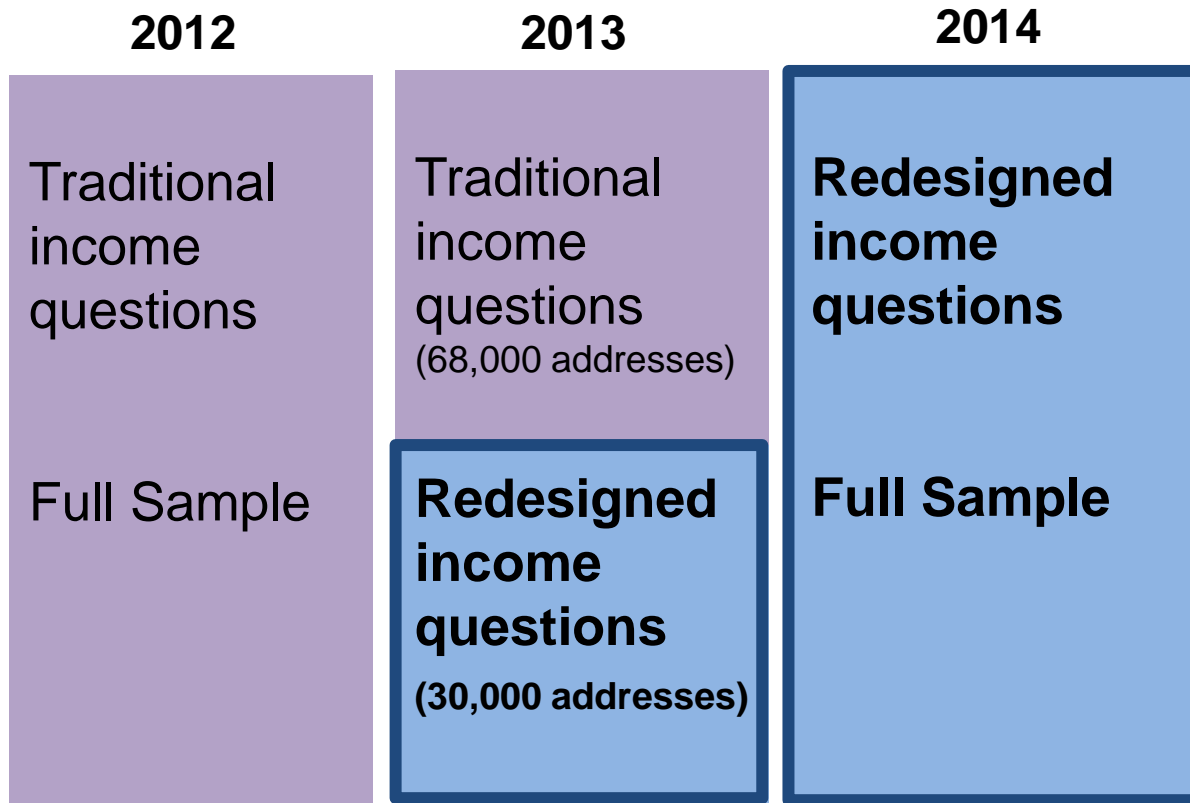 2012
Traditional
income
questions
Full Sample
2013
Traditional
income
questions
(68,000 addresses)
Redesigned
income
questions
(30,000 addresses)
2014
Redesigned
income
questions
Full Sample